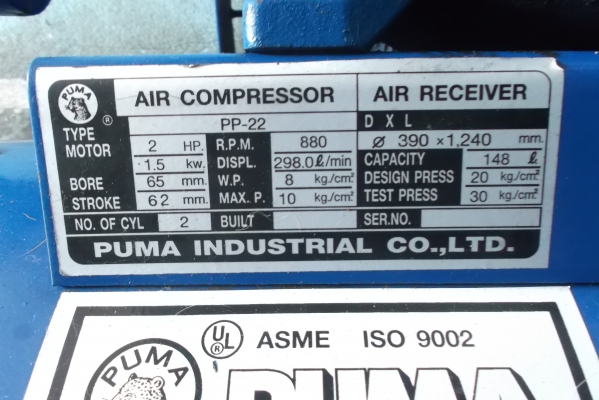 PUMA
®
AIR COMPRESSOR AIR RECEIVER
TYPE PP-22 D X L
MOTOR 2 HP. R.P.M. 880 ø 390 ×1,240 mm.
1.5 kw. DISPL. 298.0 ℓ/min CAPACITY 148 ℓ
BORE 65 mm. W.P. 8 kg./cm² DESIGN PRESS 20 kg./cm²
STROKE 62 mm. MAX. P. 10 kg./cm² TEST PRESS 30 kg./cm²
NO. OF CYL 2 BUILT SER.NO.
PUMA INDUSTRIAL CO.,LTD.
UL ® ASME ISO 9002
PUMA
PUMA